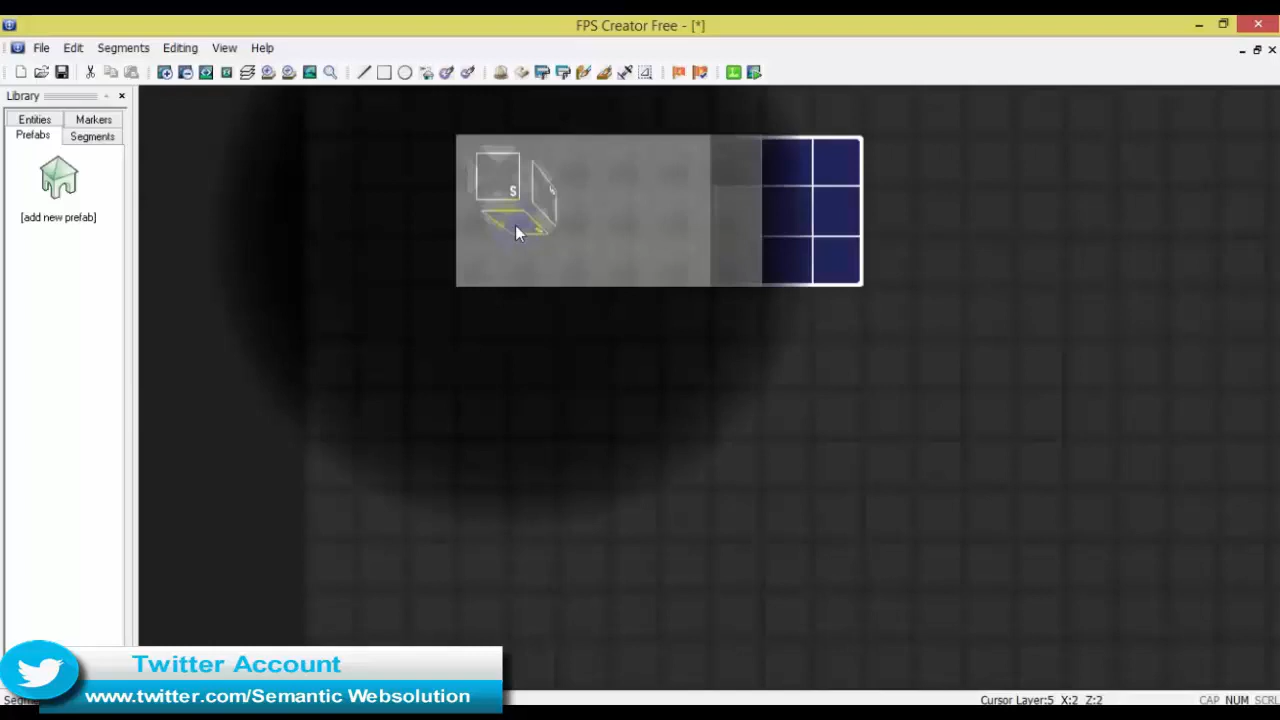 FPS Creator Free - [*]
File Edit Segments Editing View Help
Library
Entities Markers
Prefabs Segments
[add new prefab]
S
Twitter Account
www.twitter.com/Semantic Websolution
Cursor Layer:5 X:2 Z:2 CAP NUM SCRL